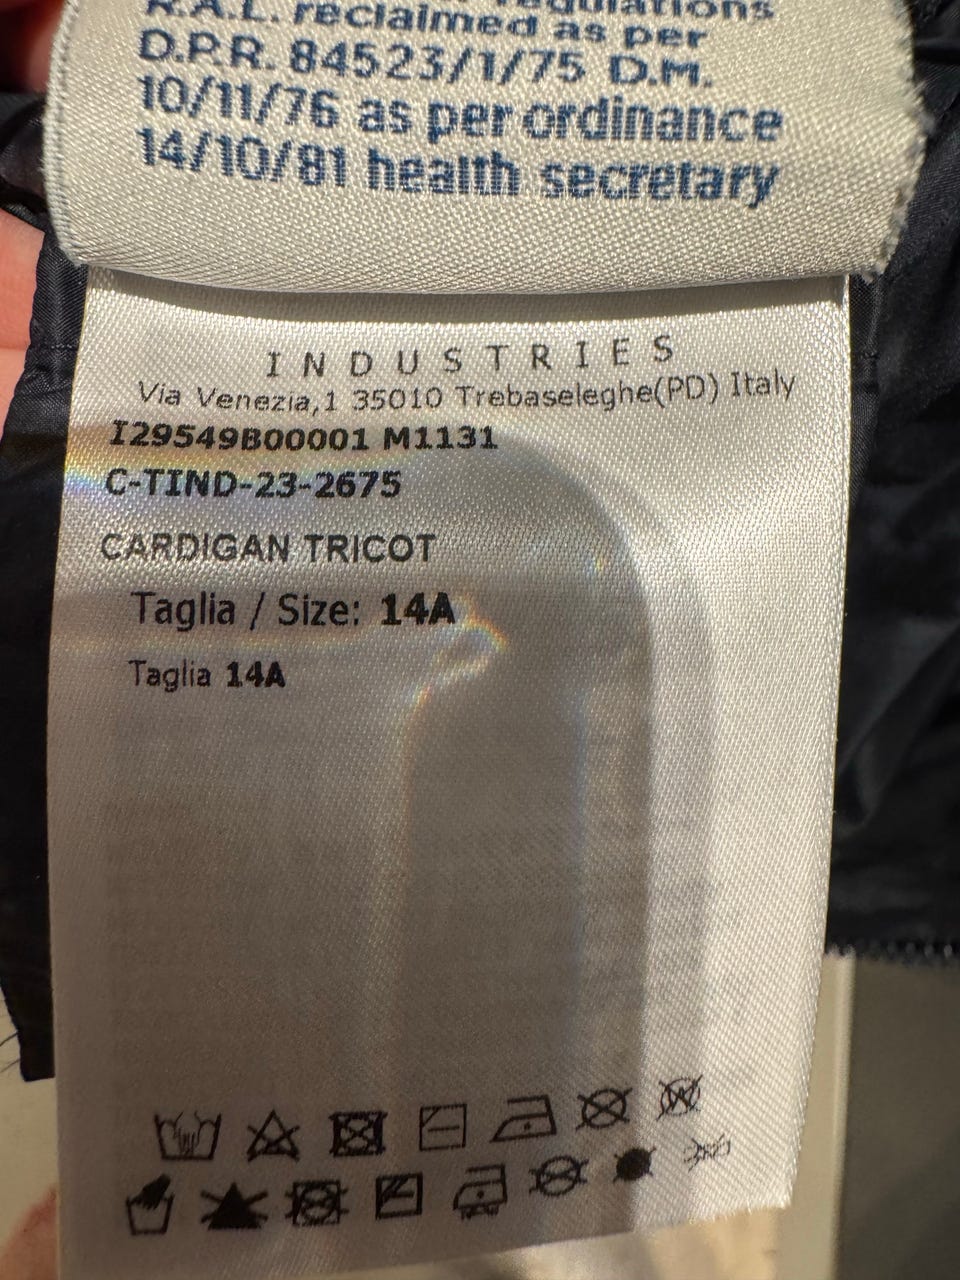 R.A.L. reclaimed as per
D.P.R. 84523/1/75 D.M.
10/11/76 as per ordinance
14/10/81 health secretary
INDUSTRIES
Via Venezia,1 35010 Trebaseleghe(PD) Italy
I29549B00001 M1131
C-TIND-23-2675
CARDIGAN TRICOT
Taglia / Size: 14A
Taglia 14A